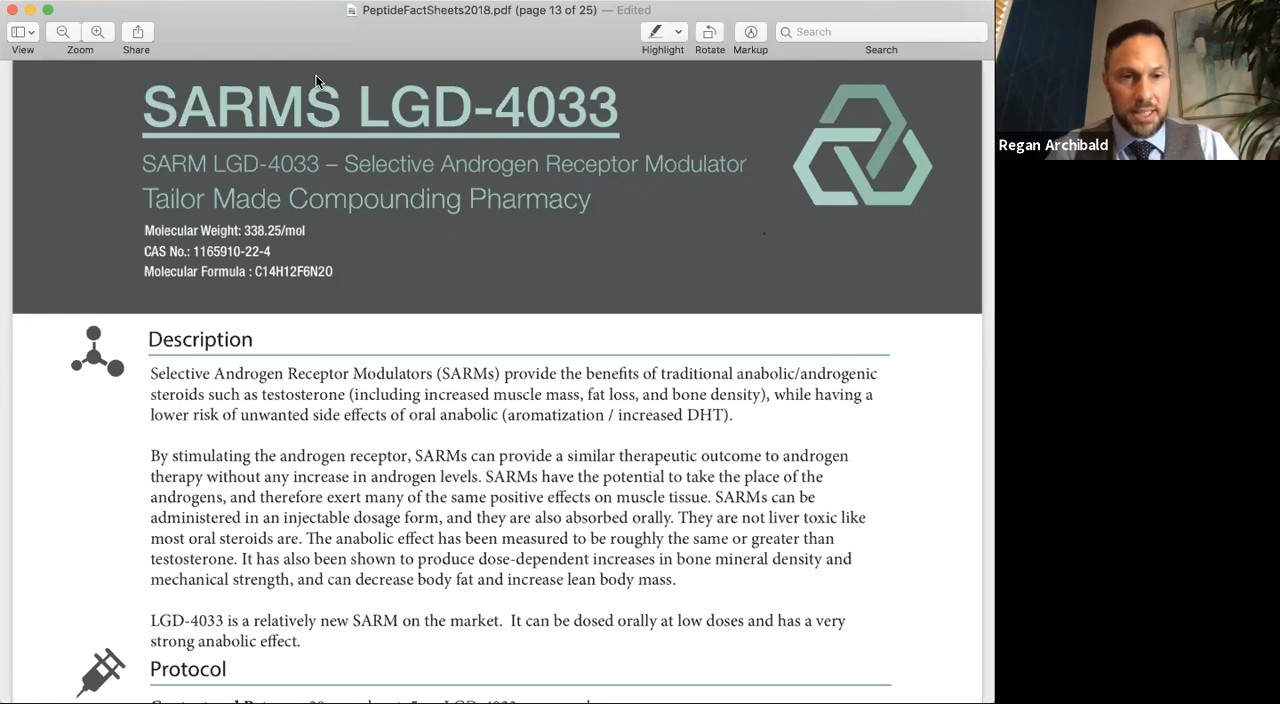 PeptideFactSheets2018.pdf (page 13 of 25) — Edited
View
Zoom
Share
Highlight
Rotate
Markup
Search
Search
SARMS LGD-4033
SARM LGD-4033 – Selective Androgen Receptor Modulator
Tailor Made Compounding Pharmacy
Molecular Weight: 338.25/mol
CAS No.: 1165910-22-4
Molecular Formula : C14H12F6N2O
Description
Selective Androgen Receptor Modulators (SARMs) provide the benefits of traditional anabolic/androgenic
steroids such as testosterone (including increased muscle mass, fat loss, and bone density), while having a
lower risk of unwanted side effects of oral anabolic (aromatization / increased DHT).
By stimulating the androgen receptor, SARMs can provide a similar therapeutic outcome to androgen
therapy without any increase in androgen levels. SARMs have the potential to take the place of the
androgens, and therefore exert many of the same positive effects on muscle tissue. SARMs can be
administered in an injectable dosage form, and they are also absorbed orally. They are not liver toxic like
most oral steroids are. The anabolic effect has been measured to be roughly the same or greater than
testosterone. It has also been shown to produce dose-dependent increases in bone mineral density and
mechanical strength, and can decrease body fat and increase lean body mass.
LGD-4033 is a relatively new SARM on the market.  It can be dosed orally at low doses and has a very
strong anabolic effect.
Protocol
Regan Archibald